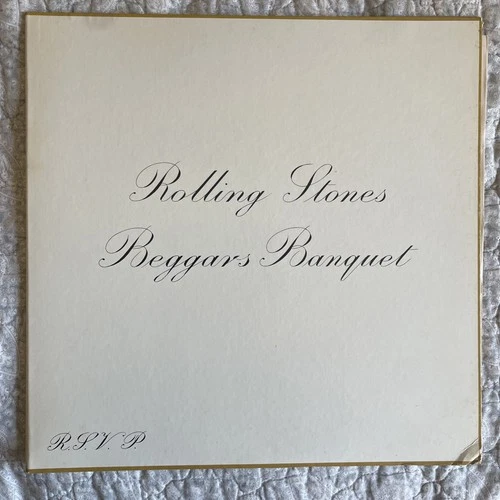 Rolling Stones
Beggars Banquet
R.S.V.P.